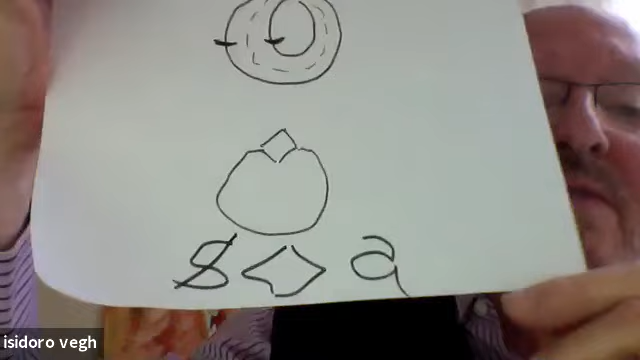 $ ◇ a
isidoro vegh